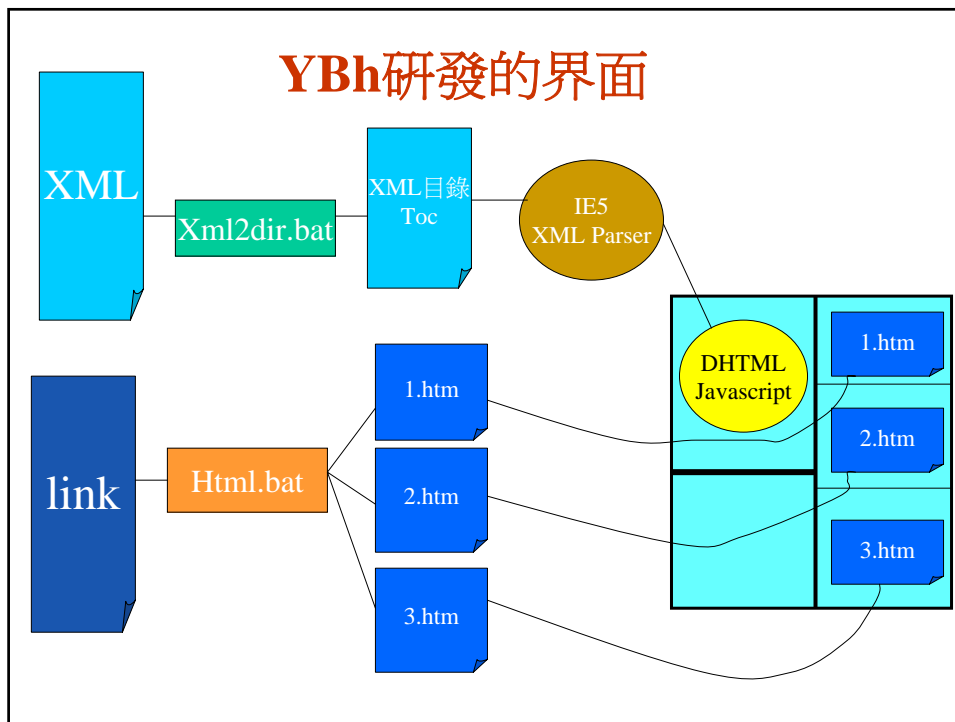 YBh研發的界面
XML
Xml2dir.bat
XML目錄
Toc
IE5
XML Parser
DHTML
Javascript
1.htm
2.htm
3.htm
link
Html.bat
1.htm
2.htm
3.htm